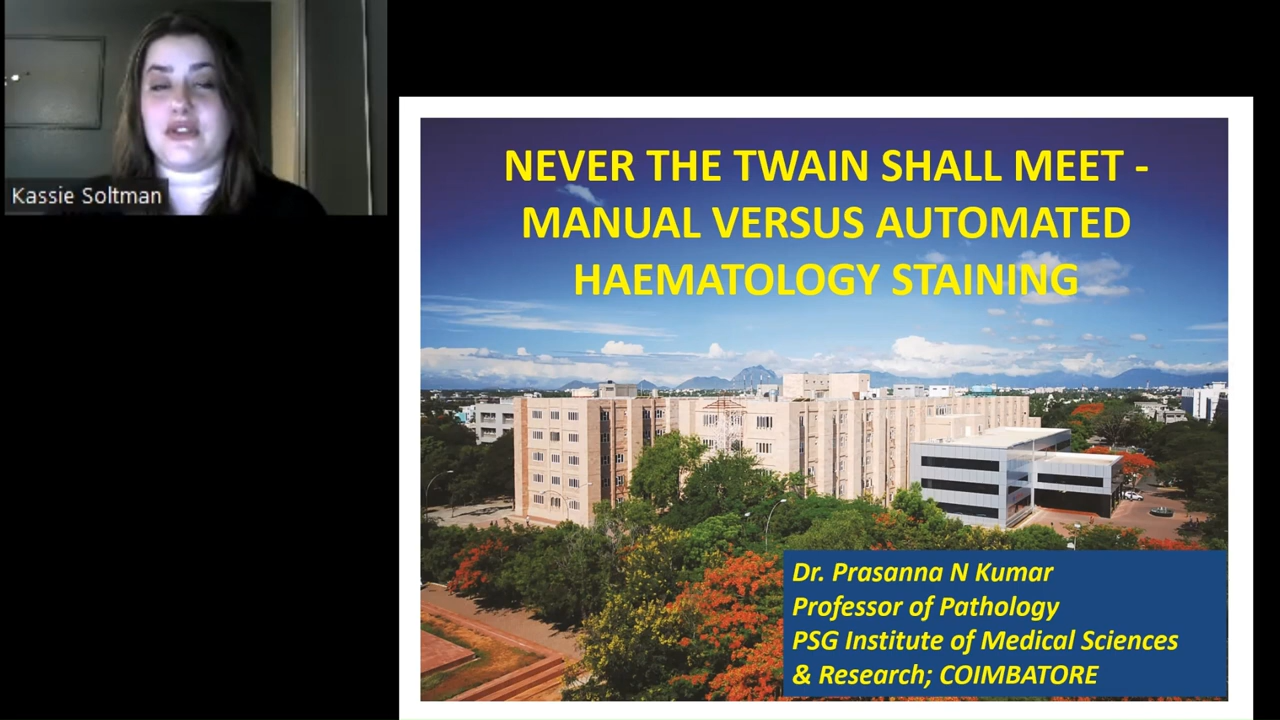 Kassie Soltman
NEVER THE TWAIN SHALL MEET -
MANUAL VERSUS AUTOMATED
HAEMATOLOGY STAINING
Dr. Prasanna N Kumar
Professor of Pathology
PSG Institute of Medical Sciences
& Research; COIMBATORE